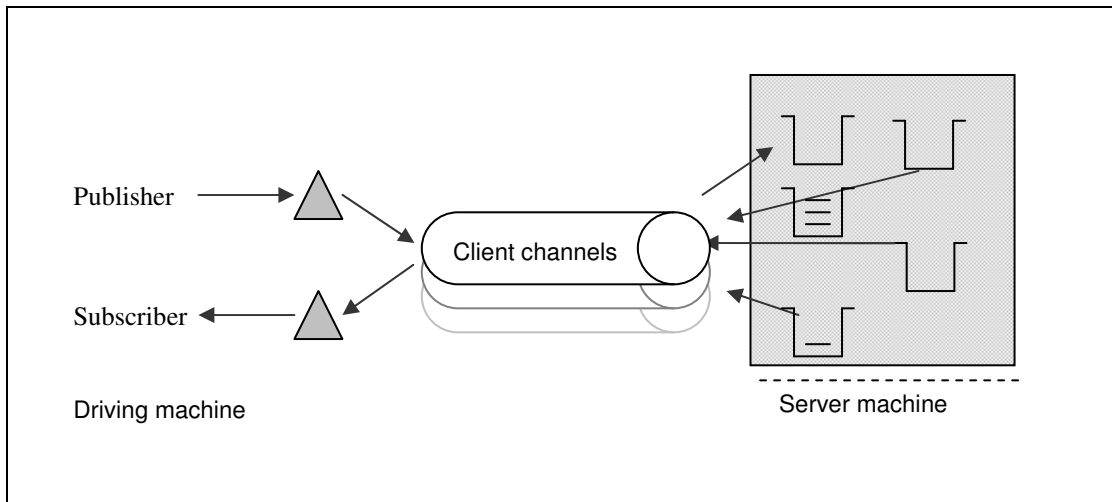 Publisher
Client channels
Subscriber
Driving machine
Server machine